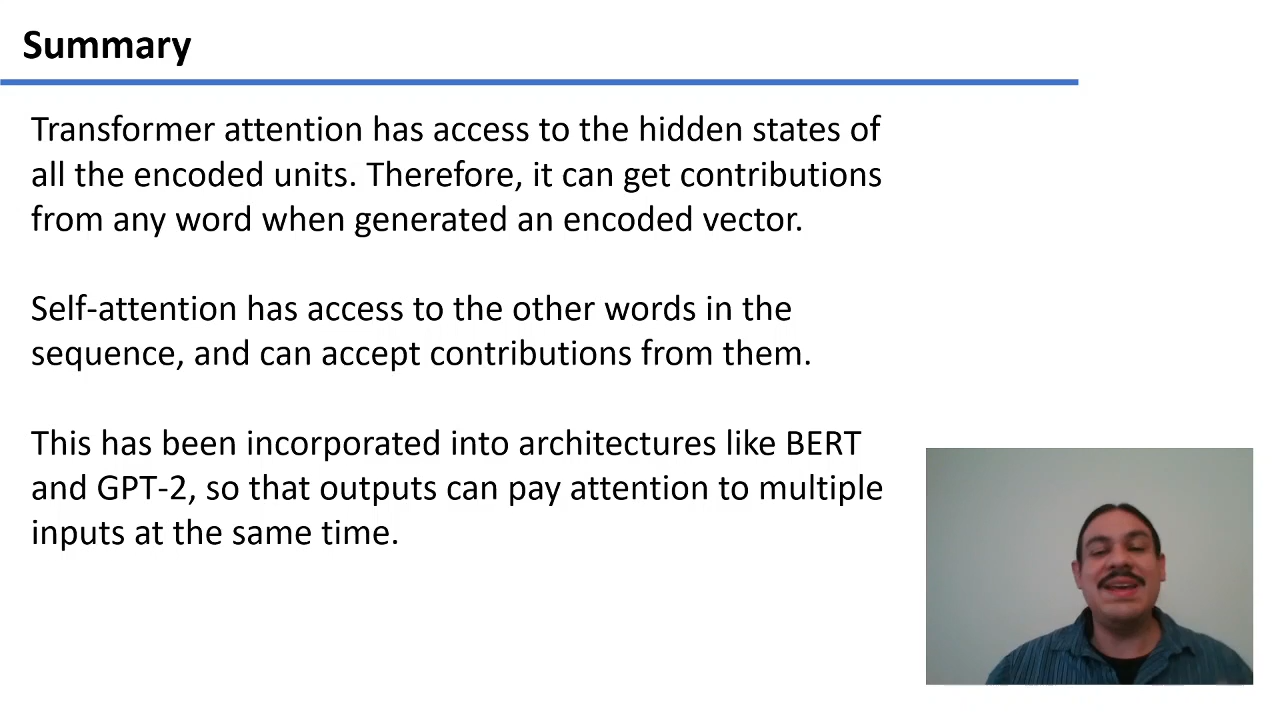 Summary
Transformer attention has access to the hidden states of
all the encoded units. Therefore, it can get contributions
from any word when generated an encoded vector.
Self-attention has access to the other words in the
sequence, and can accept contributions from them.
This has been incorporated into architectures like BERT
and GPT-2, so that outputs can pay attention to multiple
inputs at the same time.